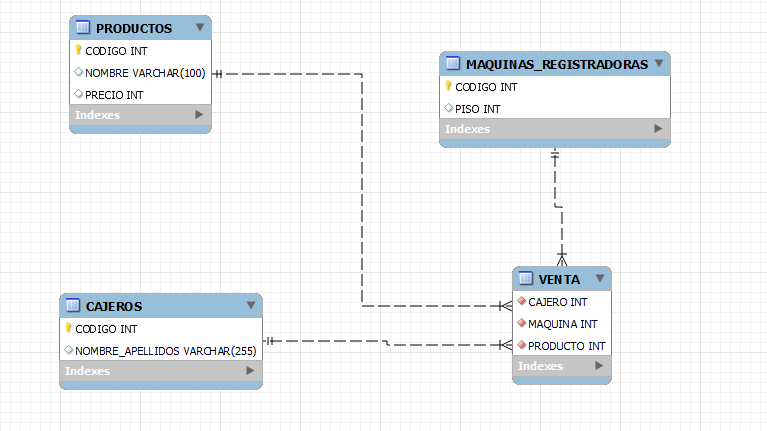 PRODUCTOS
CODIGO INT
NOMBRE VARCHAR(100)
PRECIO INT
Indexes
MAQUINAS_REGISTRADORAS
CODIGO INT
PISO INT
Indexes
CAJEROS
CODIGO INT
NOMBRE_APELLIDOS VARCHAR(255)
Indexes
VENTA
CAJERO INT
MAQUINA INT
PRODUCTO INT
Indexes